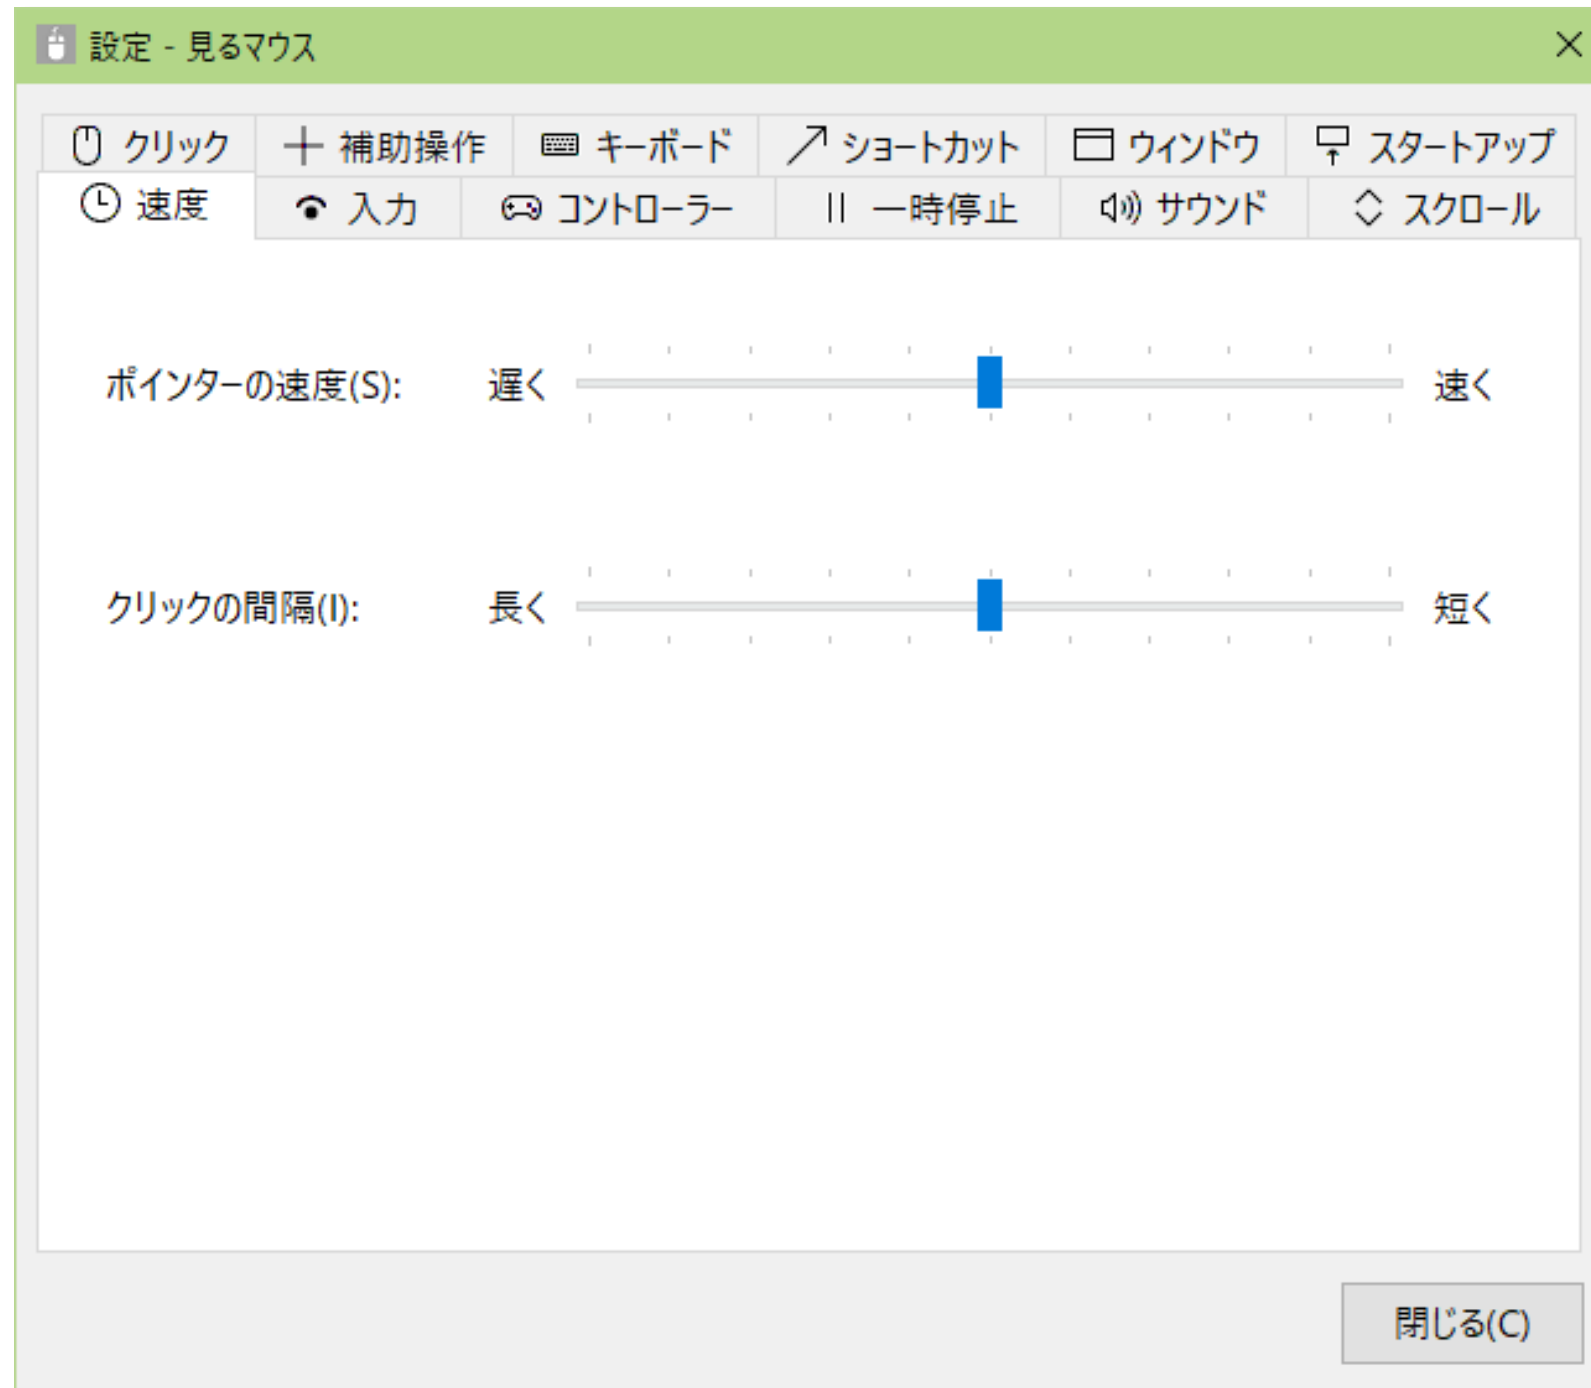 設定 - 見るマウス
クリック 補助操作 キーボード ショートカット ウィンドウ スタートアップ
速度 入力 コントローラー 一時停止 サウンド スクロール
ポインターの速度(S): 遅く 速く
クリックの間隔(I): 長く 短く
閉じる(C)